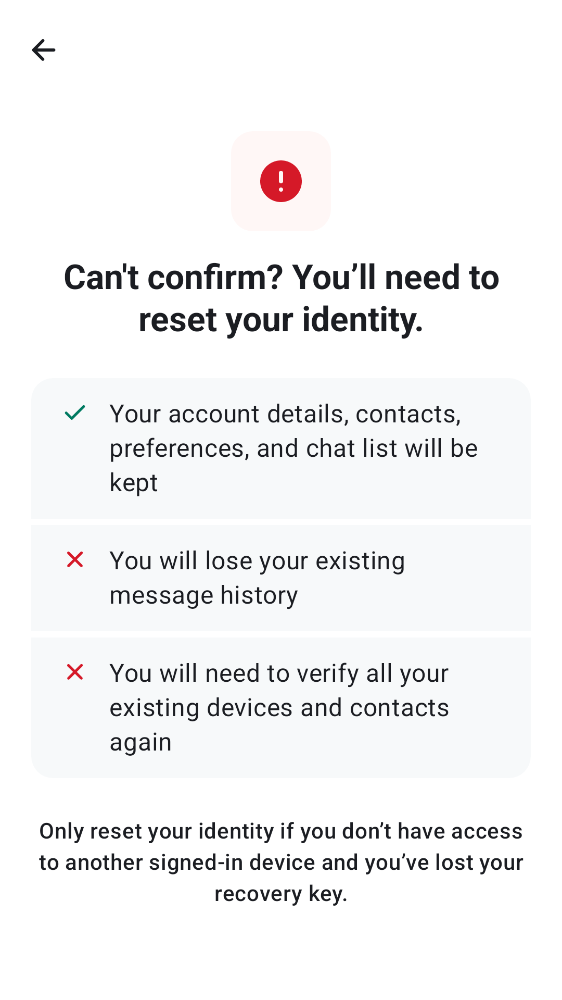 Can't confirm? You’ll need to
reset your identity.
Your account details, contacts,
preferences, and chat list will be
kept
You will lose your existing
message history
You will need to verify all your
existing devices and contacts
again
Only reset your identity if you don’t have access
to another signed-in device and you’ve lost your
recovery key.